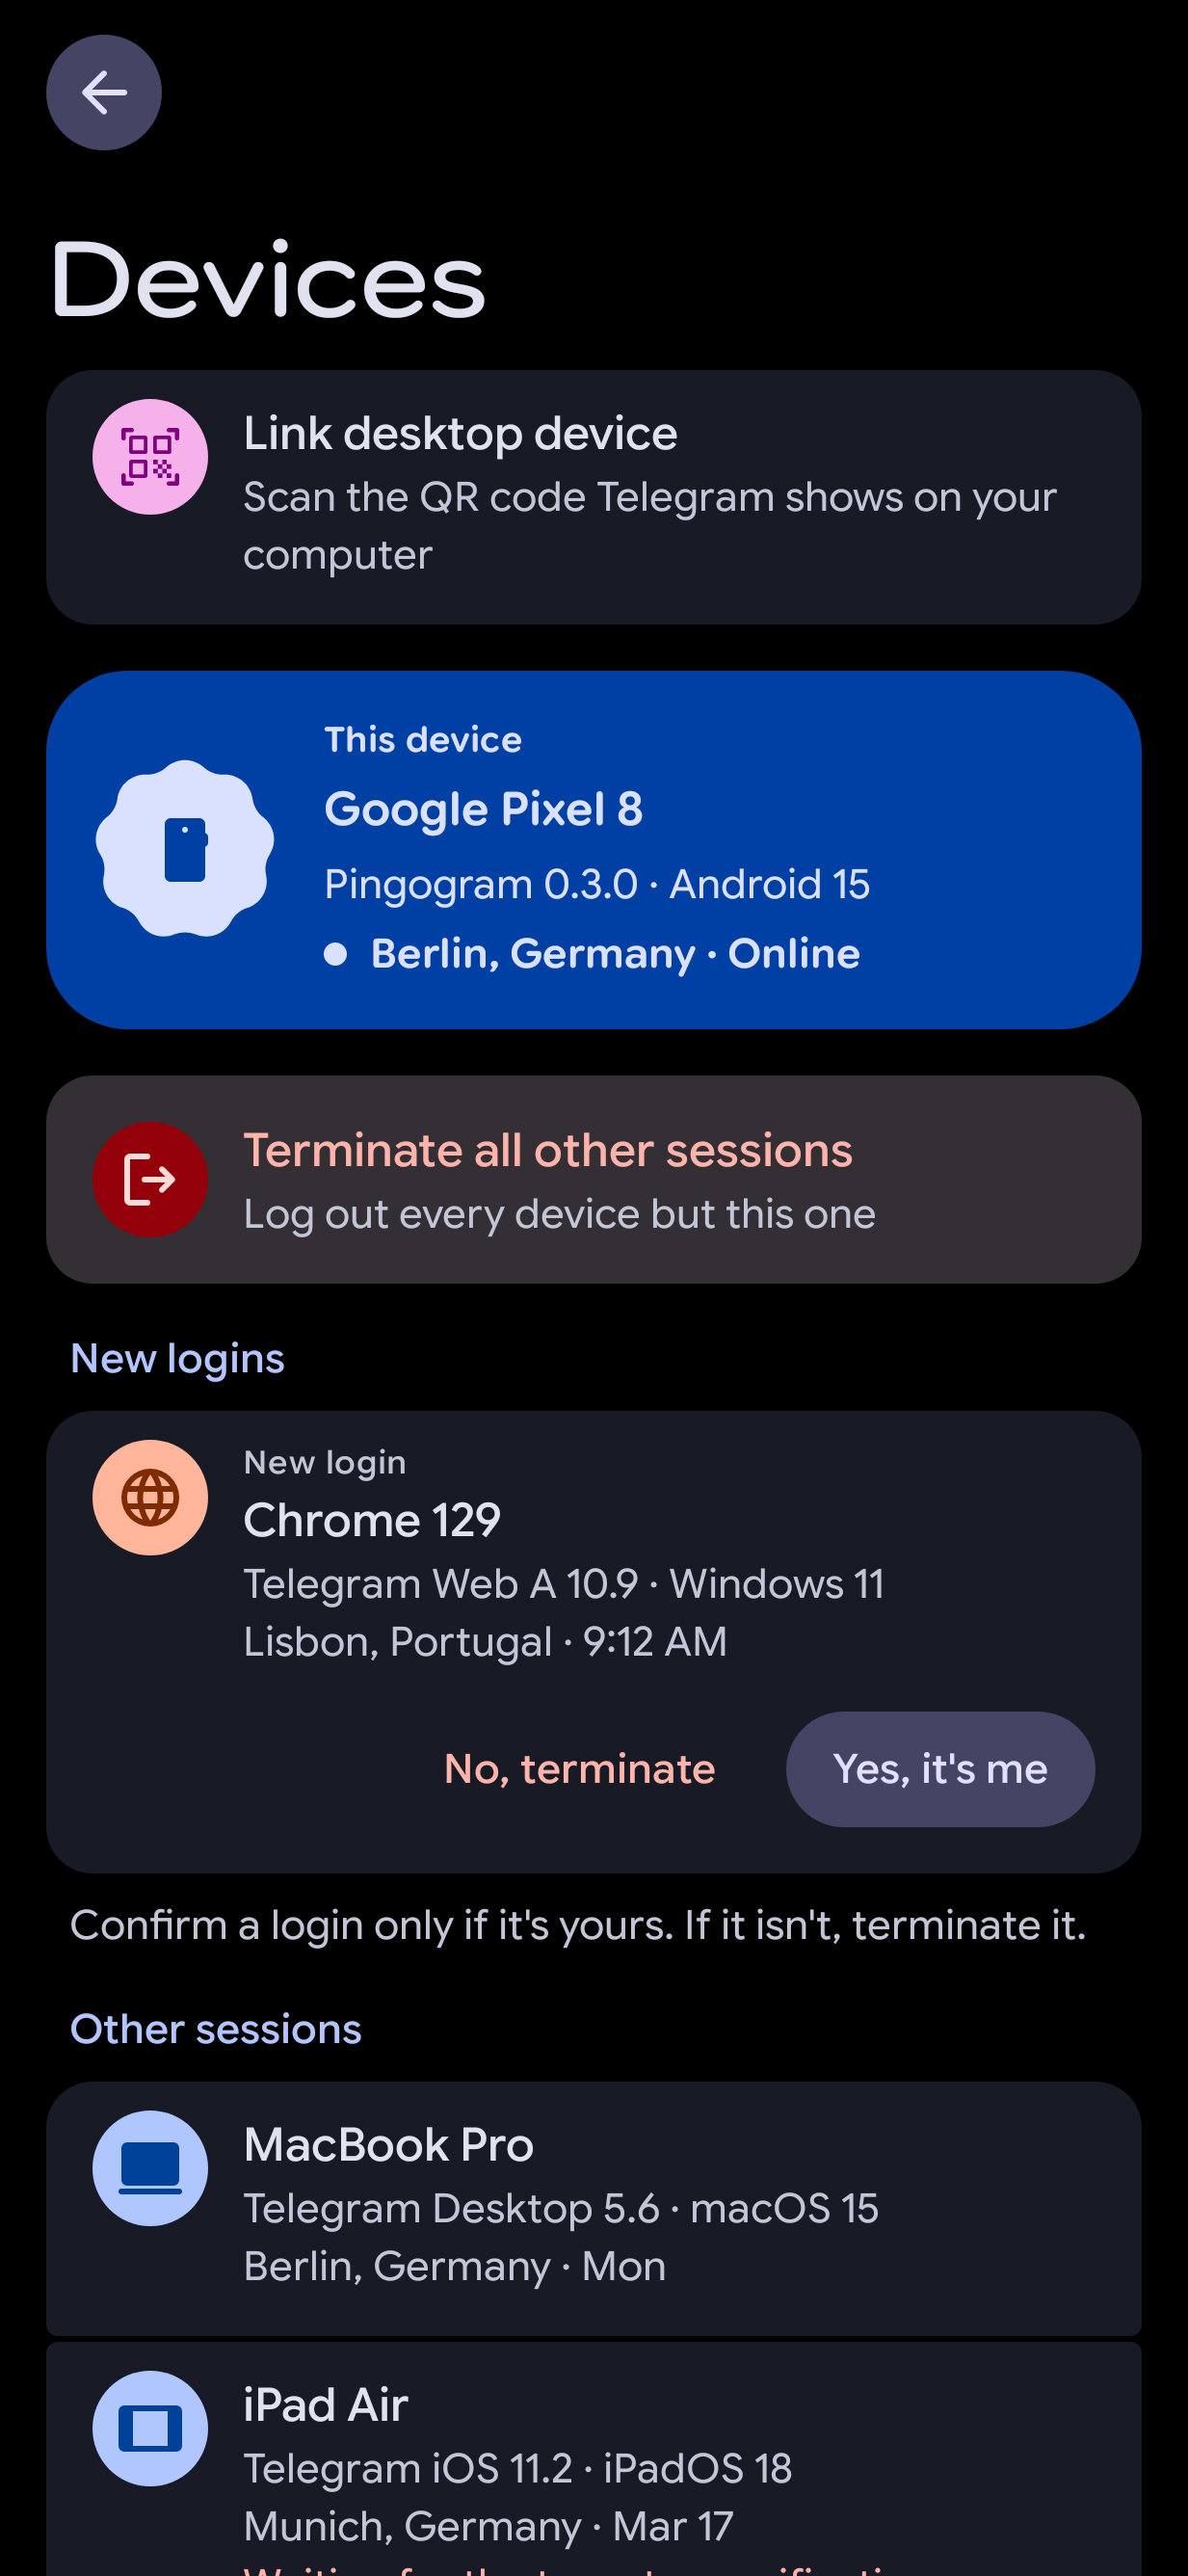 Devices
Link desktop device
Scan the QR code Telegram shows on your
computer
This device
Google Pixel 8
Pingogram 0.3.0 · Android 15
Berlin, Germany · Online
Terminate all other sessions
Log out every device but this one
New logins
New login
Chrome 129
Telegram Web A 10.9 · Windows 11
Lisbon, Portugal · 9:12 AM
No, terminate
Yes, it's me
Confirm a login only if it's yours. If it isn't, terminate it.
Other sessions
MacBook Pro
Telegram Desktop 5.6 · macOS 15
Berlin, Germany · Mon
iPad Air
Telegram iOS 11.2 · iPadOS 18
Munich, Germany · Mar 17